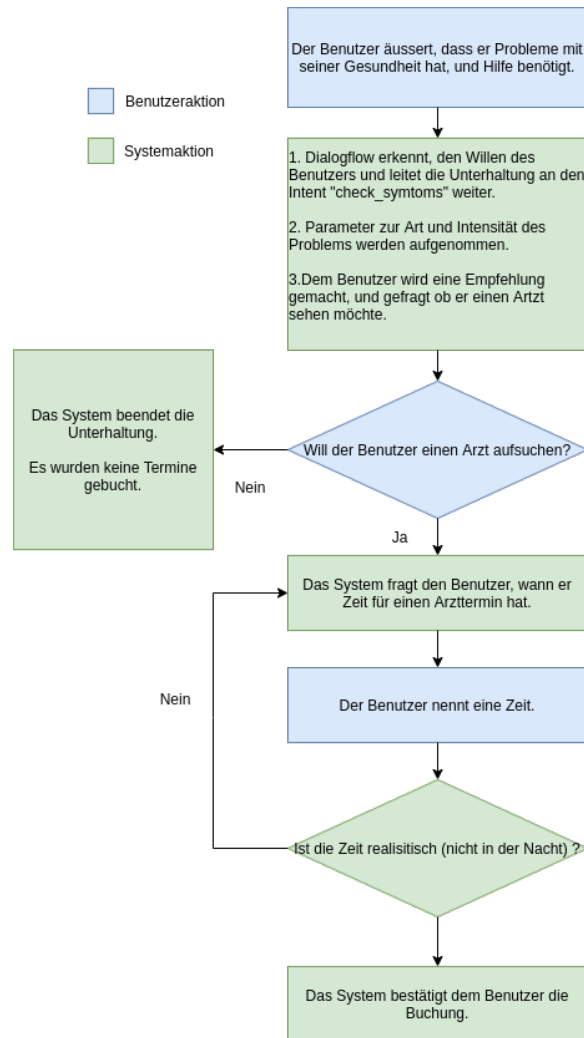 Der Benutzer äussert, dass er Probleme mit
seiner Gesundheit hat, und Hilfe benötigt.
Benutzeraktion
Systemaktion
1. Dialogflow erkennt, den Willen des
Benutzers und leitet die Unterhaltung an den
Intent "check_symtoms" weiter.
2. Parameter zur Art und Intensität des
Problems werden aufgenommen.
3.Dem Benutzer wird eine Empfehlung
gemacht, und gefragt ob er einen Artzt
sehen möchte.
Das System beendet die
Unterhaltung.
Es wurden keine Termine
gebucht.
Will der Benutzer einen Arzt aufsuchen?
Nein
Ja
Das System fragt den Benutzer, wann er
Zeit für einen Arzttermin hat.
Nein
Der Benutzer nennt eine Zeit.
Ist die Zeit realisitisch (nicht in der Nacht) ?
Das System bestätigt dem Benutzer die
Buchung.